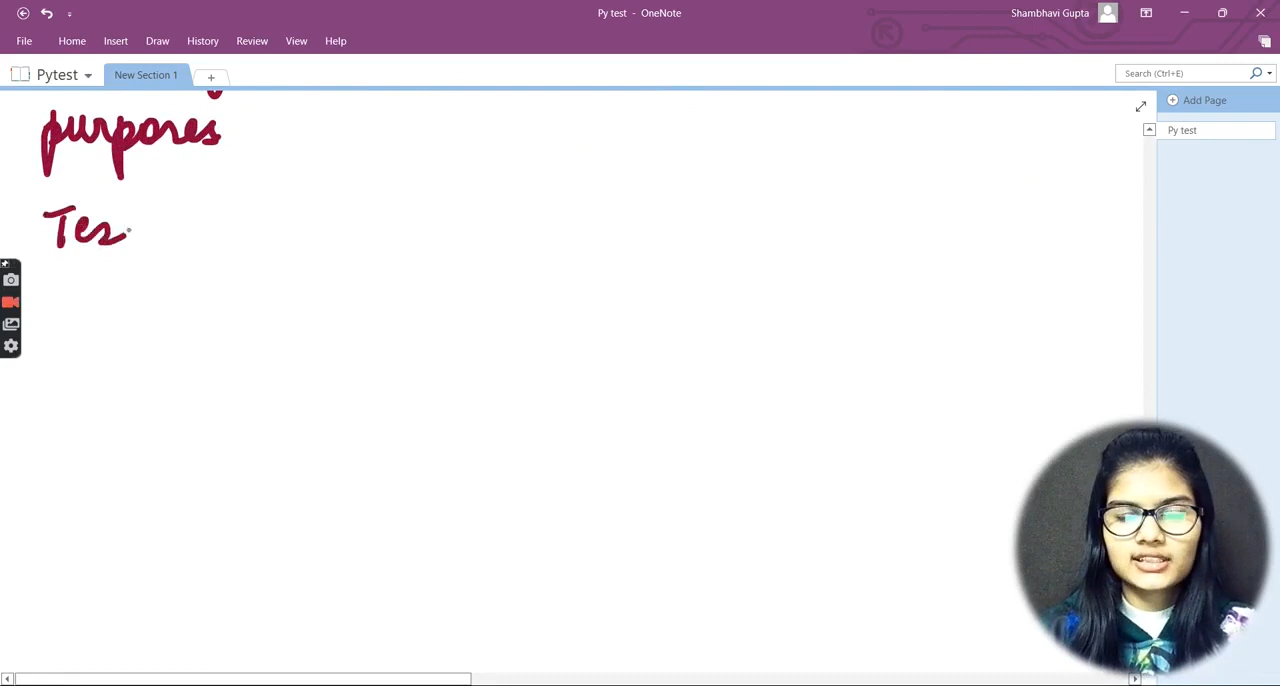 Py test - OneNote
Shambhavi Gupta
File Home Insert Draw History Review View Help
Pytest
New Section 1
+
Search (Ctrl+E)
Add Page
Py test
purposes
Tes